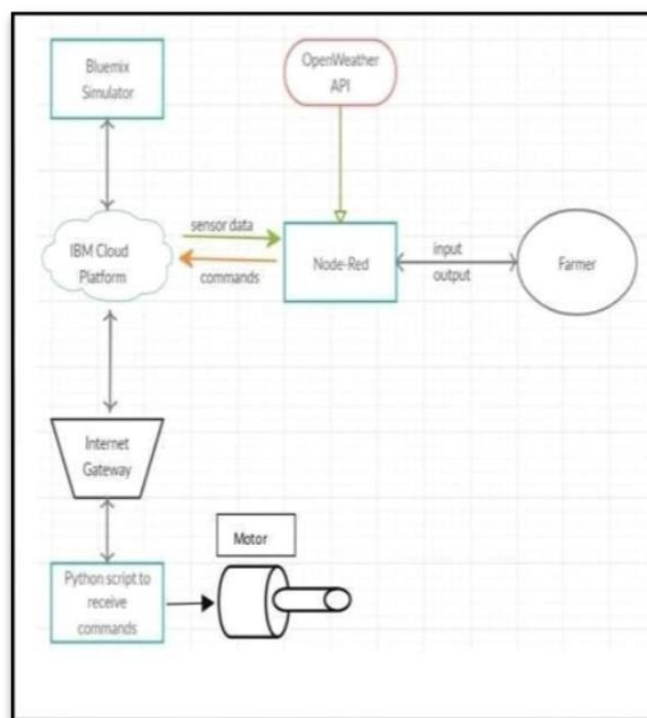 Bluemix
Simulator
OpenWeather
API
IBM Cloud
Platform
sensor data
commands
Node-Red
input
output
Farmer
Internet
Gateway
Motor
Python script to
receive
commands